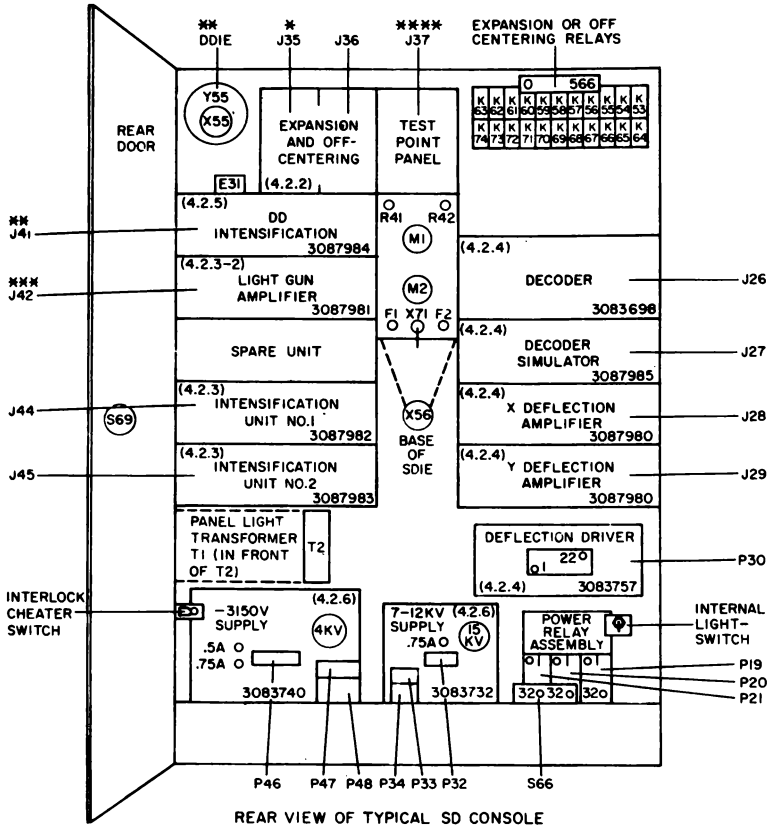 ** * ****
DD1E J35 J36 J37
EXPANSION OR OFF
CENTERING RELAYS
0 566
K63 K62 K61 K60 K59 K58 K57 K56 K55 K54 K53
K74 K73 K72 K71 K70 K69 K68 K67 K66 K65 K64
REAR
DOOR
Y55
X55
E31
EXPANSION
AND OFF-
CENTERING
(4.2.2)
TEST
POINT
PANEL
R41 R42
M1
M2
F1 X71 F2
X56
BASE
OF
SD1E
**
J41
(4.2.5)
DD
INTENSIFICATION
3087984
***
J42
(4.2.3-2)
LIGHT GUN
AMPLIFIER
3087981
SPARE UNIT
J44
S69
(4.2.3)
INTENSIFICATION
UNIT NO.1
3087982
J45
(4.2.3)
INTENSIFICATION
UNIT NO.2
3087983
(4.2.4)
DECODER
3083698
J26
(4.2.4)
DECODER
SIMULATOR
3087985
J27
(4.2.4)
X DEFLECTION
AMPLIFIER
3087980
J28
(4.2.4)
Y DEFLECTION
AMPLIFIER
3087980
J29
PANEL LIGHT
TRANSFORMER
T1 (IN FRONT
OF T2)
T2
DEFLECTION DRIVER
1 22
(4.2.4) 3083757
P30
INTERLOCK
CHEATER
SWITCH
(4.2.6)
-3150V
SUPPLY
4KV
.5A
.75A
3083740
7-12KV (4.2.6)
SUPPLY
.75A
15
KV
3083732
POWER
RELAY
ASSEMBLY
1 1 1
32 32 32
INTERNAL
LIGHT-
SWITCH
P19
P20
P21
P46 P47 P48 P34 P33 P32 S66
REAR VIEW OF TYPICAL SD CONSOLE